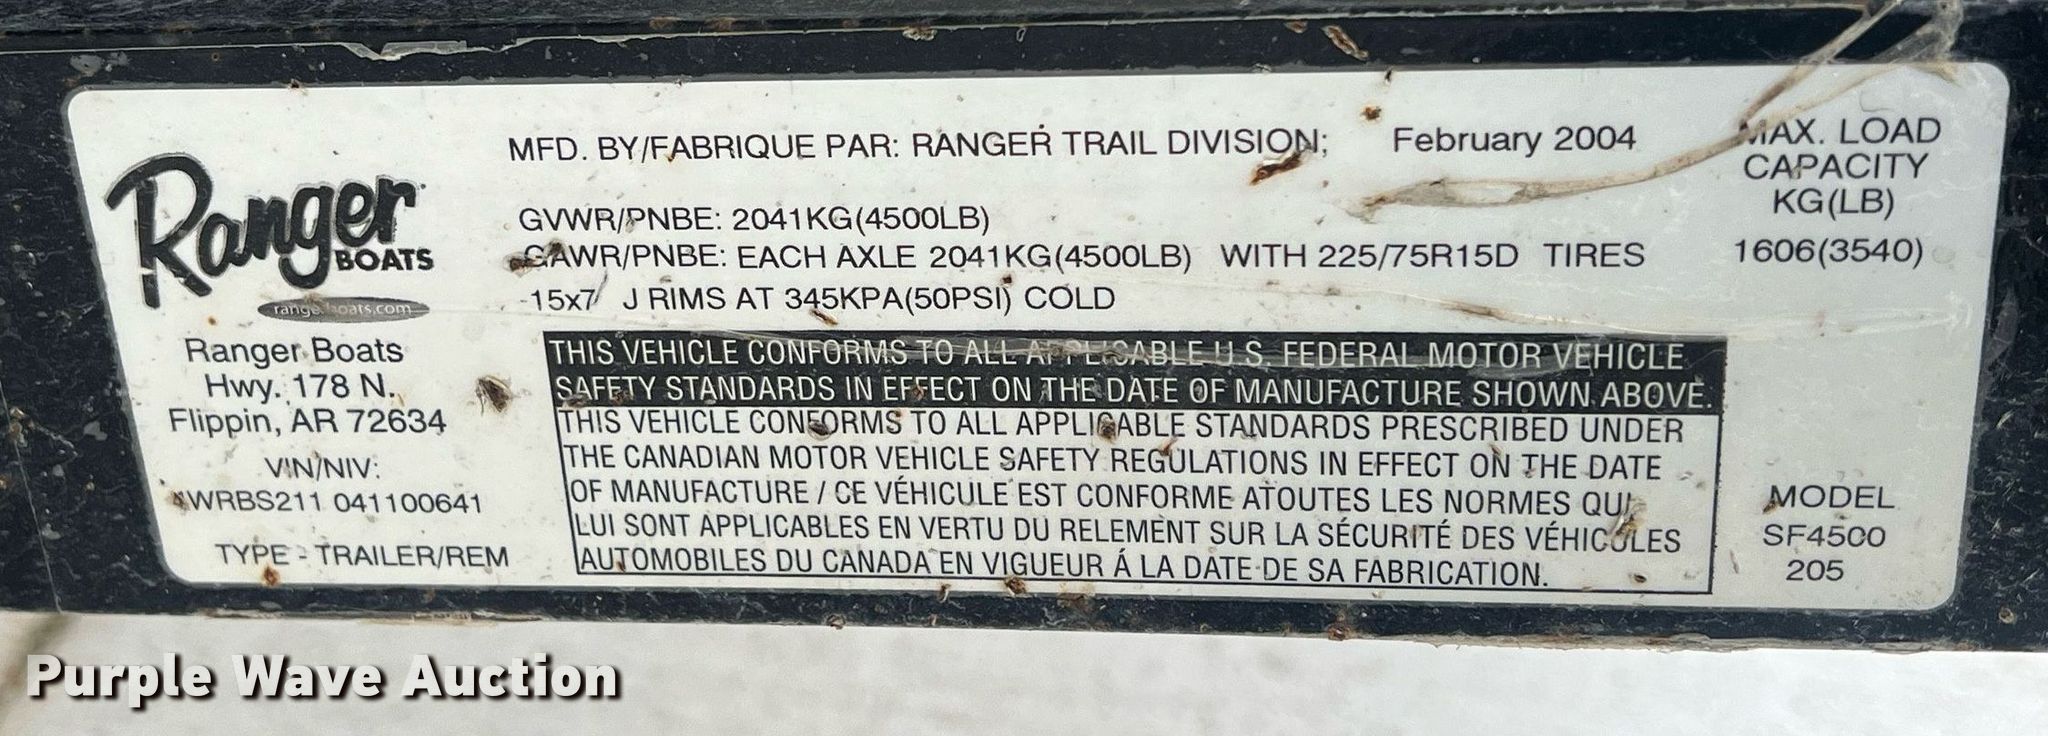 MFD. BY/FABRIQUE PAR: RANGER TRAIL DIVISION; February 2004
MAX. LOAD
CAPACITY
KG(LB)
1606(3540)
GVWR/PNBE: 2041KG(4500LB)
GAWR/PNBE: EACH AXLE 2041KG(4500LB) WITH 225/75R15D TIRES
15x7 J RIMS AT 345KPA(50PSI) COLD
Ranger
BOATS
rangerboats.com
Ranger Boats
Hwy. 178 N.
Flippin, AR 72634
VIN/NIV:
4WRBS211 041100641
TYPE - TRAILER/REM
THIS VEHICLE CONFORMS TO ALL APPLICABLE U.S. FEDERAL MOTOR VEHICLE
SAFETY STANDARDS IN EFFECT ON THE DATE OF MANUFACTURE SHOWN ABOVE.
THIS VEHICLE CONFORMS TO ALL APPLICABLE STANDARDS PRESCRIBED UNDER
THE CANADIAN MOTOR VEHICLE SAFETY REGULATIONS IN EFFECT ON THE DATE
OF MANUFACTURE / CE VÉHICULE EST CONFORME ATOUTES LES NORMES QUI
LUI SONT APPLICABLES EN VERTU DU RELEMENT SUR LA SÉCURITÉ DES VÉHICULES
AUTOMOBILES DU CANADA EN VIGUEUR Á LA DATE DE SA FABRICATION.
MODEL
SF4500
205
Purple Wave Auction